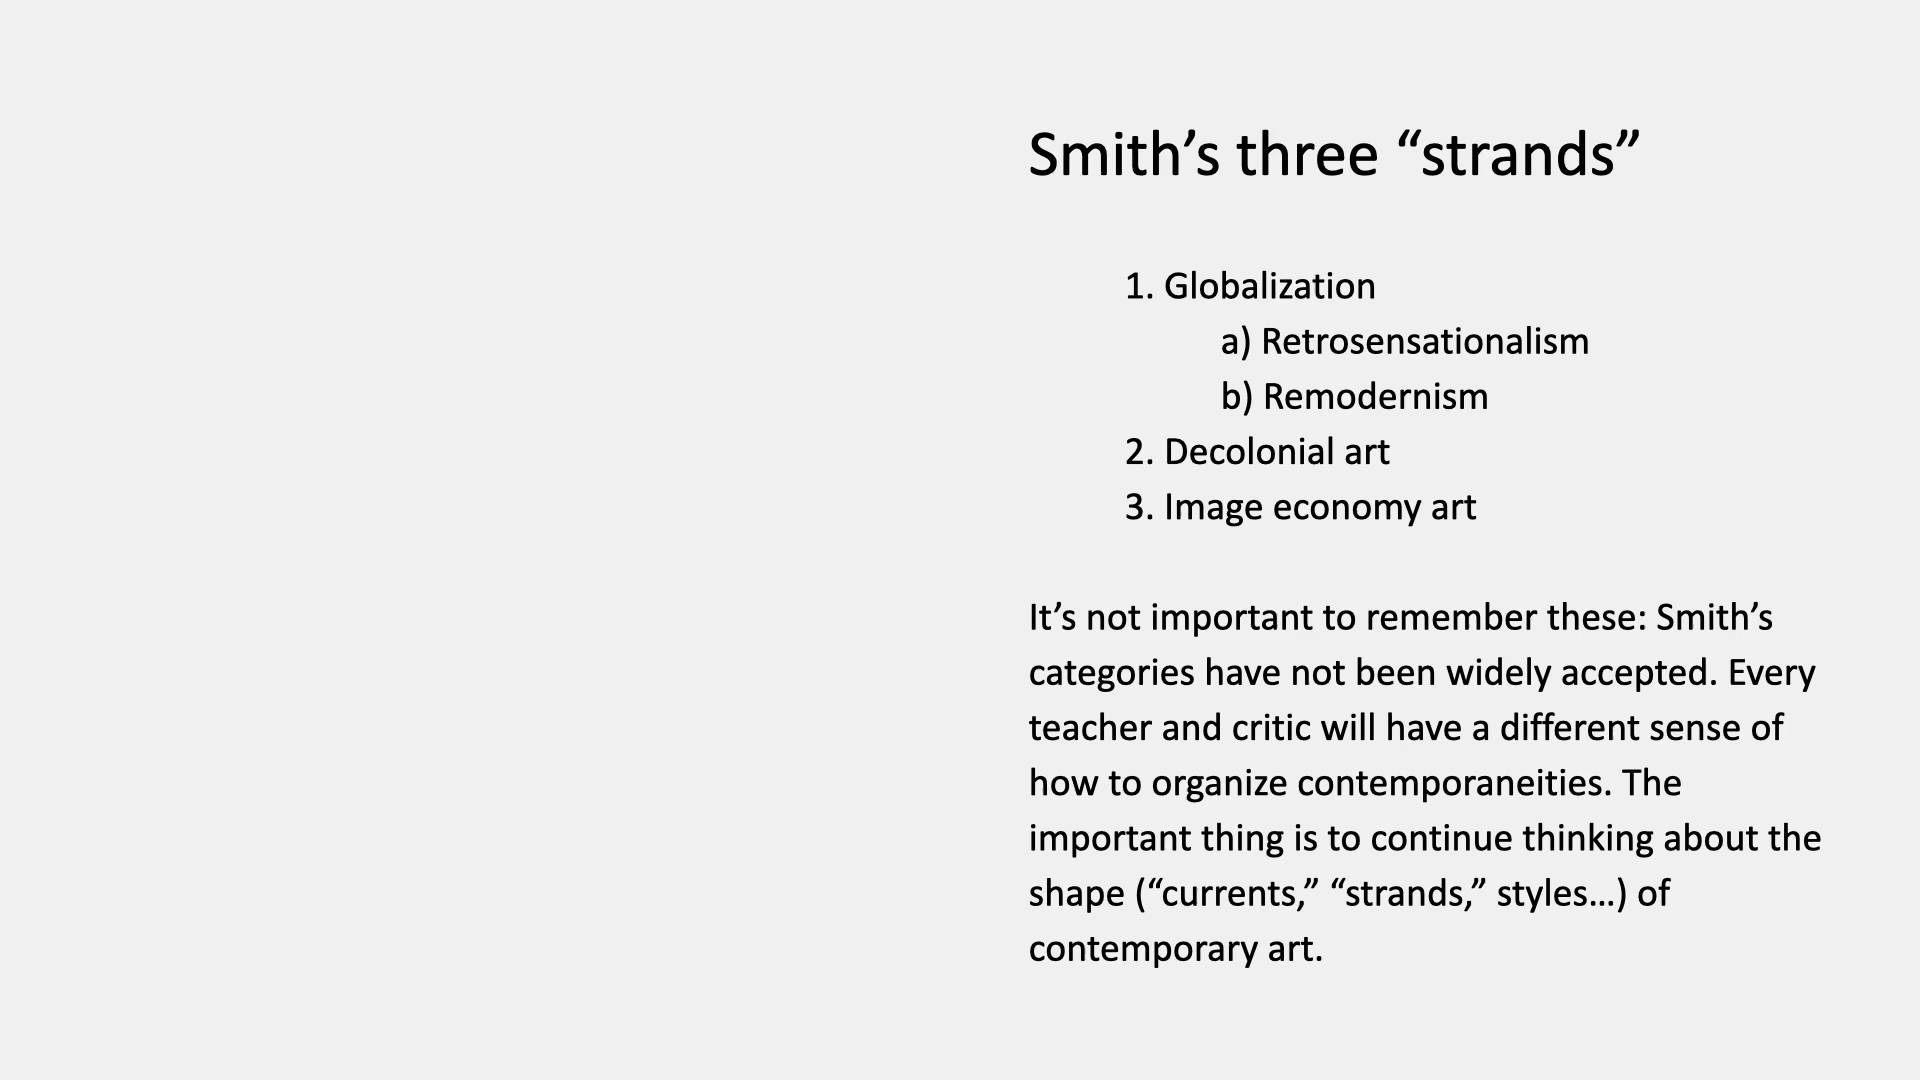 Smith’s three “strands”
1. Globalization
a) Retrosensationalism
b) Remodernism
2. Decolonial art
3. Image economy art
It’s not important to remember these: Smith’s
categories have not been widely accepted. Every
teacher and critic will have a different sense of
how to organize contemporaneities. The
important thing is to continue thinking about the
shape (“currents,” “strands,” styles…) of
contemporary art.